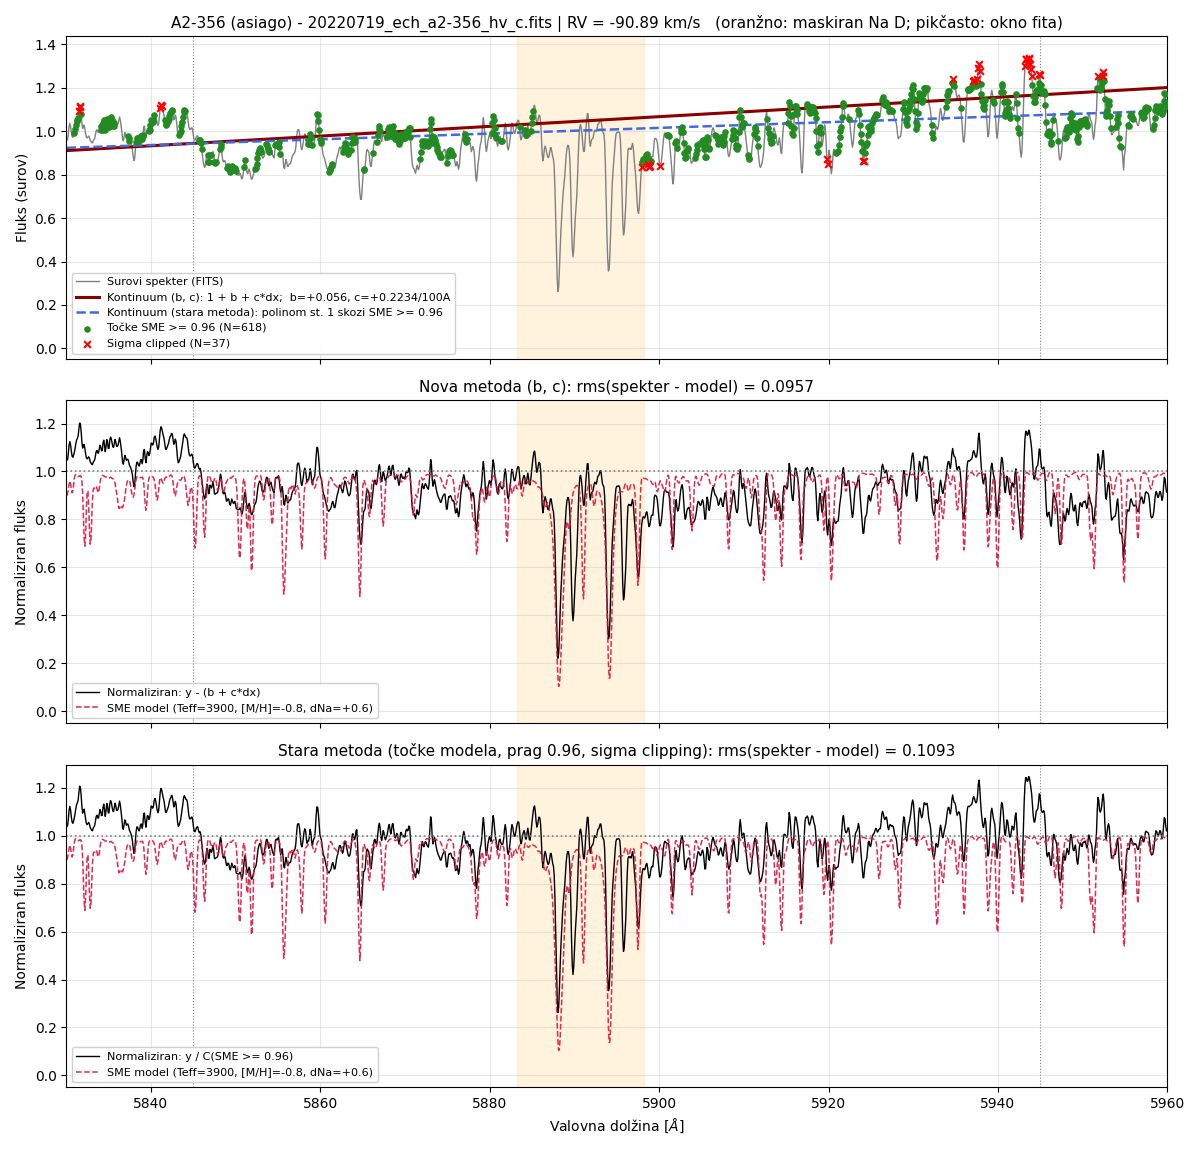 A2-356 (asiago) - 20220719_ech_a2-356_hv_c.fits | RV = -90.89 km/s   (oranžno: maskiran Na D; pikčasto: okno fita)
1.4
1.2
1.0
0.8
0.6
0.4
0.2
0.0
Fluks (surov)
Surovi spekter (FITS)
Kontinuum (b, c): 1 + b + c*dx;  b=+0.056, c=+0.2234/100A
Kontinuum (stara metoda): polinom st. 1 skozi SME >= 0.96
Točke SME >= 0.96 (N=618)
Sigma clipped (N=37)
Nova metoda (b, c): rms(spekter - model) = 0.0957
1.2
1.0
0.8
0.6
0.4
0.2
0.0
Normaliziran fluks
Normaliziran: y - (b + c*dx)
SME model (Teff=3900, [M/H]=-0.8, dNa=+0.6)
Stara metoda (točke modela, prag 0.96, sigma clipping): rms(spekter - model) = 0.1093
1.2
1.0
0.8
0.6
0.4
0.2
0.0
Normaliziran fluks
Normaliziran: y / C(SME >= 0.96)
SME model (Teff=3900, [M/H]=-0.8, dNa=+0.6)
5840 5860 5880 5900 5920 5940 5960
Valovna dolžina [Å]